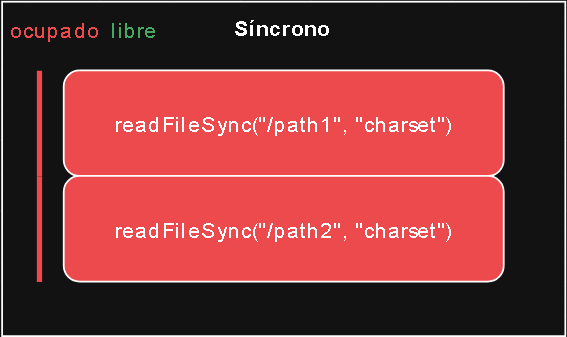 ocupado libre
Síncrono
readFileSync("/path1", "charset")
readFileSync("/path2", "charset")